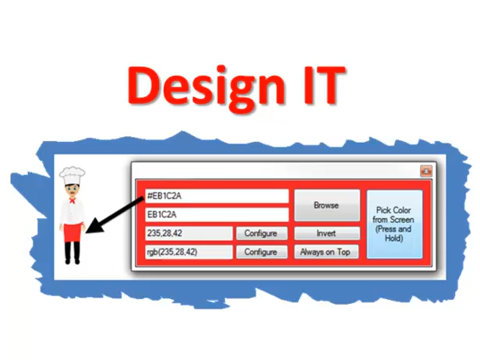 Design IT
#EB1C2A
Browse
EB1C2A
Pick Color
from Screen
(Press and
Hold)
235,28,42
Configure
Invert
rgb(235,28,42)
Configure
Always on Top